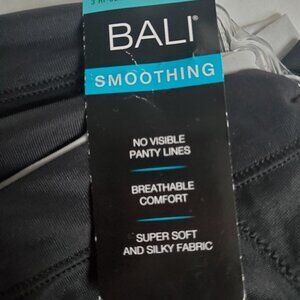 BALI®
SMOOTHING
NO VISIBLE
PANTY LINES
BREATHABLE
COMFORT
SUPER SOFT
AND SILKY FABRIC